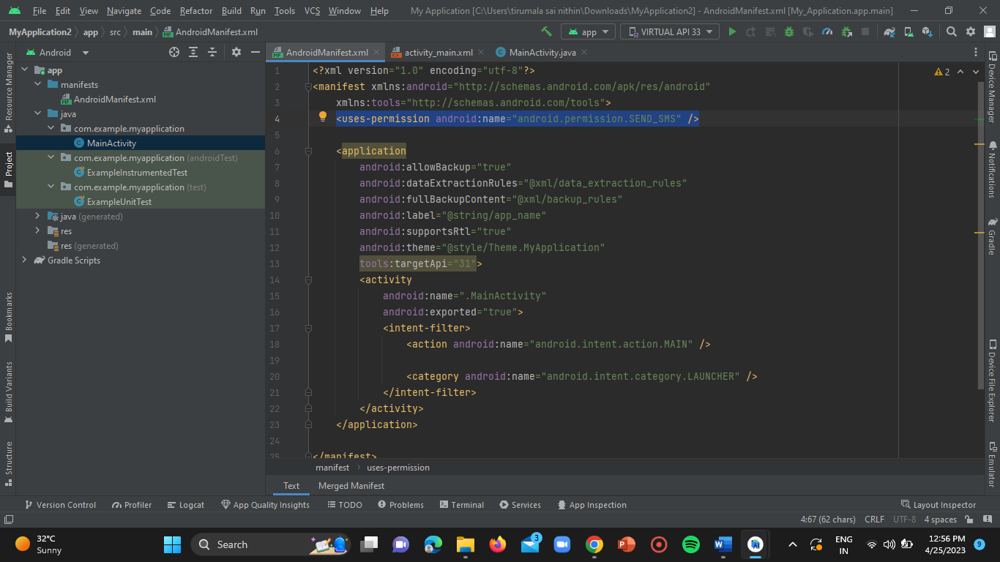 File Edit View Navigate Code Refactor Build Run Tools VCS Window Help My Application [C:\Users\tirumala sai nithin\Downloads\MyApplication2] - AndroidManifest.xml [My_Application.app.main]
MyApplication2 app src main AndroidManifest.xml app VIRTUAL API 33
Android AndroidManifest.xml activity_main.xml MainActivity.java
Resource Manager
Project
Bookmarks
Build Variants
Structure
app
manifests
AndroidManifest.xml
java
com.example.myapplication
MainActivity
com.example.myapplication (androidTest)
ExampleInstrumentedTest
com.example.myapplication (test)
ExampleUnitTest
java (generated)
res
res (generated)
Gradle Scripts
1 <?xml version="1.0" encoding="utf-8"?>
2 <manifest xmlns:android="http://schemas.android.com/apk/res/android"
3 xmlns:tools="http://schemas.android.com/tools">
4 <uses-permission android:name="android.permission.SEND_SMS" />
5
6 <application
7 android:allowBackup="true"
8 android:dataExtractionRules="@xml/data_extraction_rules"
9 android:fullBackupContent="@xml/backup_rules"
10 android:label="@string/app_name"
11 android:supportsRtl="true"
12 android:theme="@style/Theme.MyApplication"
13 tools:targetApi="31">
14 <activity
15 android:name=".MainActivity"
16 android:exported="true">
17 <intent-filter>
18 <action android:name="android.intent.action.MAIN" />
19
20 <category android:name="android.intent.category.LAUNCHER" />
21 </intent-filter>
22 </activity>
23 </application>
24
25 </manifest>
2
Device Manager
Notifications
Gradle
Device File Explorer
Emulator
manifest uses-permission
Text Merged Manifest
Version Control Profiler Logcat App Quality Insights TODO Problems Terminal Services App Inspection Layout Inspector
4:67 (62 chars) CRLF UTF-8 4 spaces
32°C
Sunny
Search
3
ENG
IN
12:56 PM
4/25/2023
9